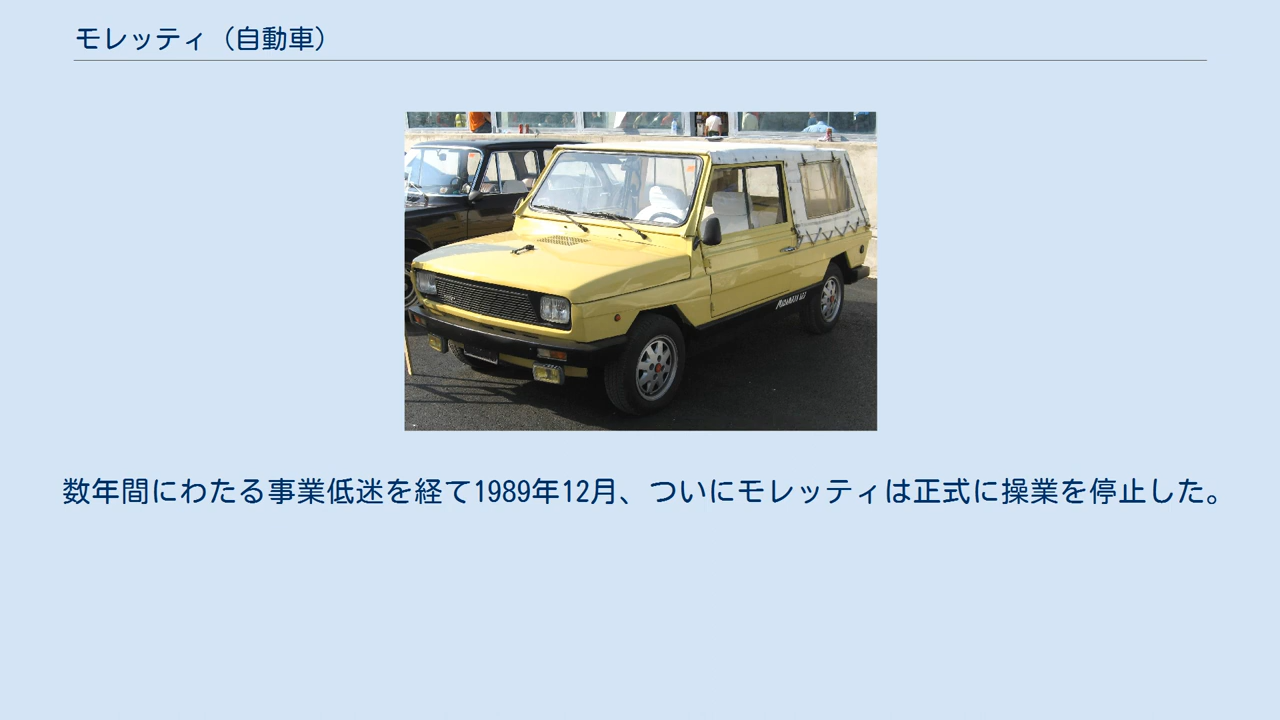 モレッティ（自動車）
数年間にわたる事業低迷を経て1989年12月、ついにモレッティは正式に操業を停止した。